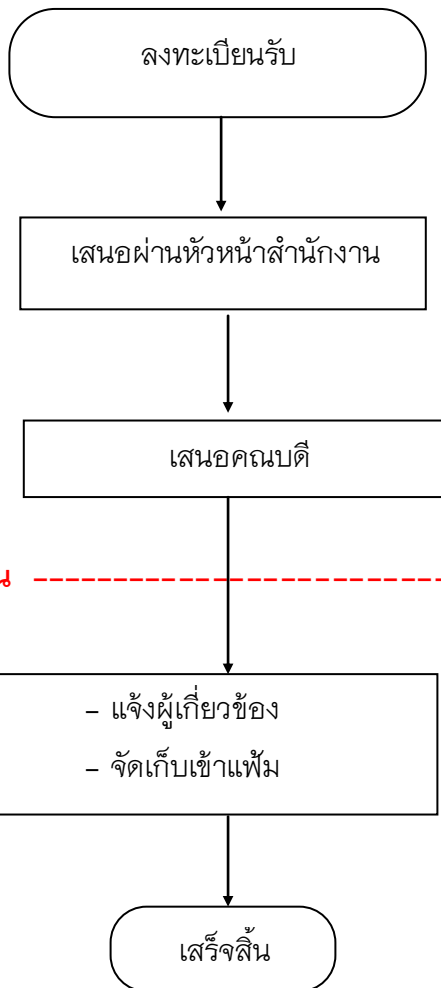 ลงทะเบียนรับ
เสนอผ่านหัวหน้าสำนักงาน
เสนอคณบดี
– แจ้งผู้เกี่ยวข้อง
– จัดเก็บเข้าแฟ้ม
เสร็จสิ้น